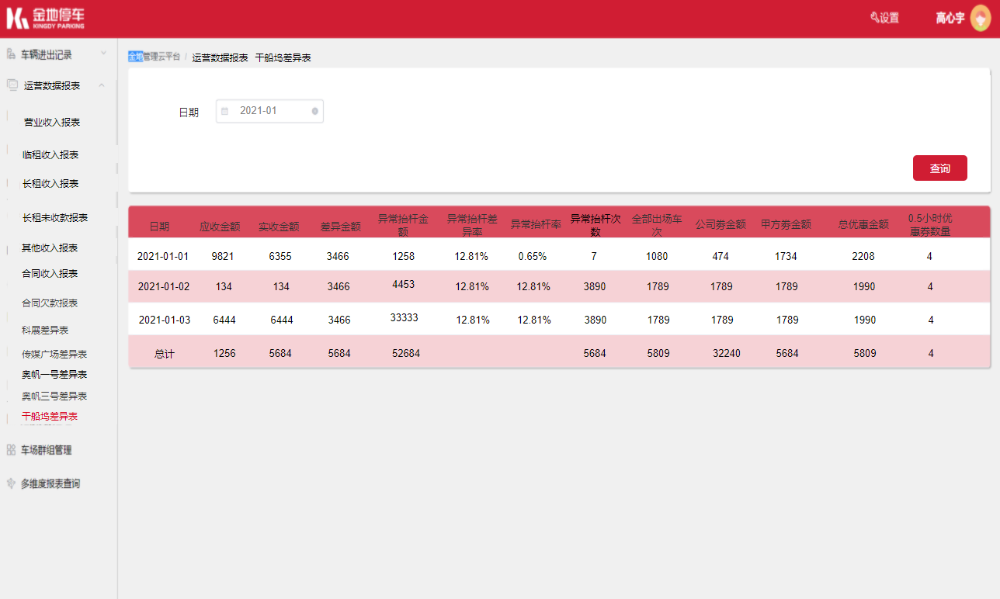 金地停车
KINGDY PARKING
设置
高心宇
车辆进出记录
运营数据报表
营业收入报表
临租收入报表
长租收入报表
长租未收款报表
其他收入报表
合同收入报表
合同欠款报表
科展差异表
传媒广场差异表
奥帆一号差异表
奥帆三号差异表
干船坞差异表
车场群组管理
多维度报表查询
金地管理云平台 / 运营数据报表 干船坞差异表
日期 2021-01
查询
日期 应收金额 实收金额 差异金额 异常抬杆金额 异常抬杆差异率 异常抬杆率 异常抬杆次数 全部出场车次 公司券金额 甲方券金额 总优惠金额 0.5小时优惠券数量
2021-01-01 9821 6355 3466 1258 12.81% 0.65% 7 1080 474 1734 2208 4
2021-01-02 134 134 3466 4453 12.81% 12.81% 3890 1789 1789 1789 1990 4
2021-01-03 6444 6444 3466 33333 12.81% 12.81% 3890 1789 1789 1789 1990 4
总计 1256 5684 5684 52684 5684 5809 32240 5684 5809 4